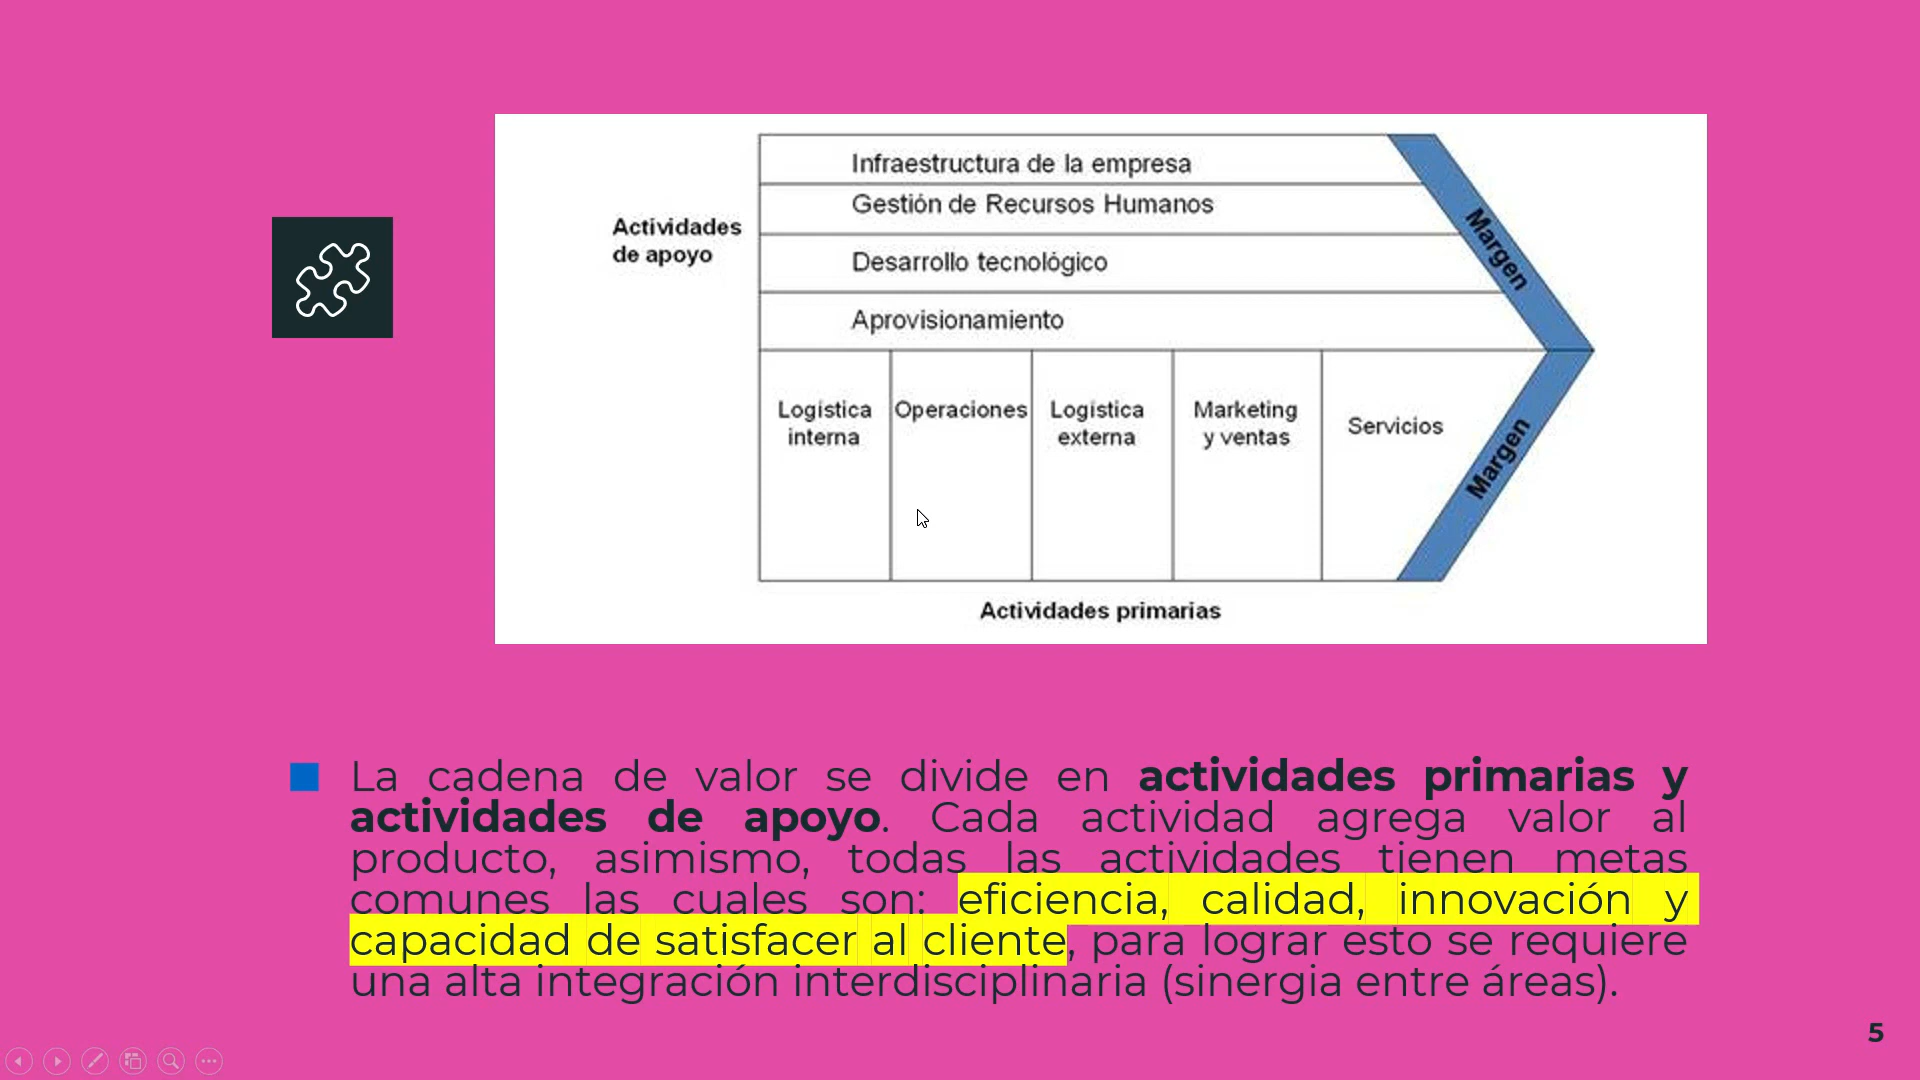 Infraestructura de la empresa
Gestión de Recursos Humanos
Actividades
de apoyo
Desarrollo tecnológico
Aprovisionamiento
Margen
Logística
interna
Operaciones
Logística
externa
Marketing
y ventas
Servicios
Margen
Actividades primarias
La cadena de valor se divide en actividades primarias y
actividades de apoyo. Cada actividad agrega valor al
producto, asimismo, todas las actividades tienen metas
comunes las cuales son: eficiencia, calidad, innovación y
capacidad de satisfacer al cliente, para lograr esto se requiere
una alta integración interdisciplinaria (sinergia entre áreas).
5